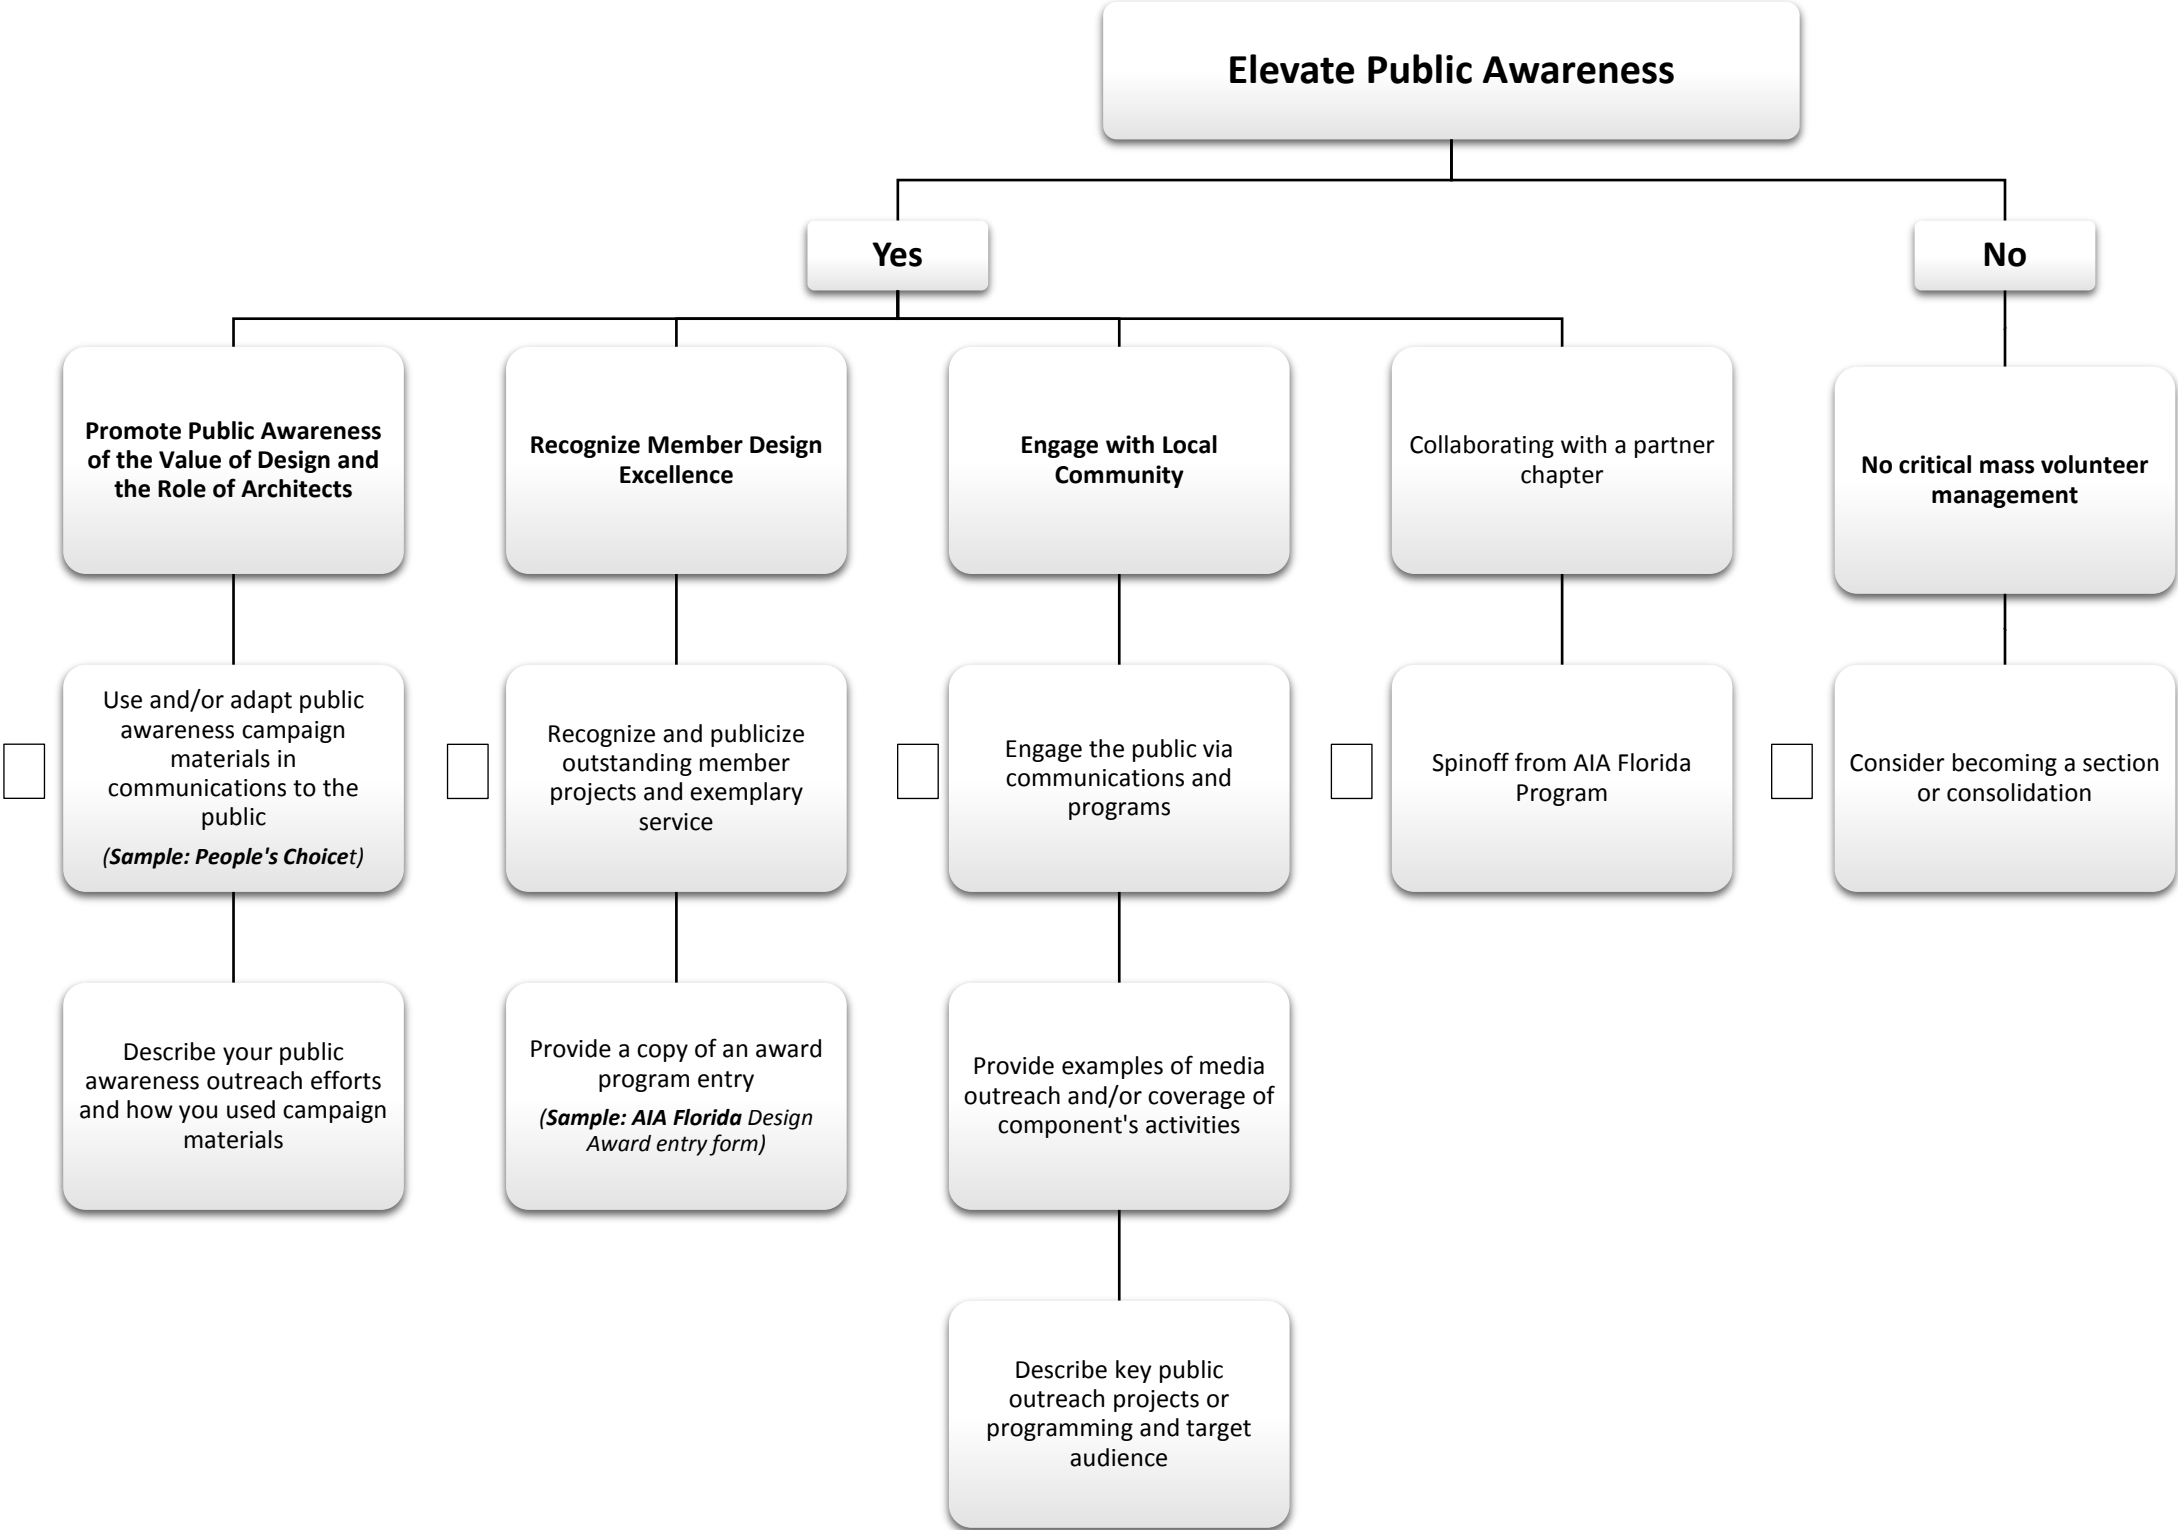 Elevate Public Awareness
Yes
No
Promote Public Awareness
of the Value of Design and
the Role of Architects
Recognize Member Design
Excellence
Engage with Local
Community
Collaborating with a partner
chapter
No critical mass volunteer
management
Use and/or adapt public
awareness campaign
materials in
communications to the
public
(Sample: People's Choicet)
Recognize and publicize
outstanding member
projects and exemplary
service
Engage the public via
communications and
programs
Spinoff from AIA Florida
Program
Consider becoming a section
or consolidation
Describe your public
awareness outreach efforts
and how you used campaign
materials
Provide a copy of an award
program entry
(Sample: AIA Florida Design
Award entry form)
Provide examples of media
outreach and/or coverage of
component's activities
Describe key public
outreach projects or
programming and target
audience